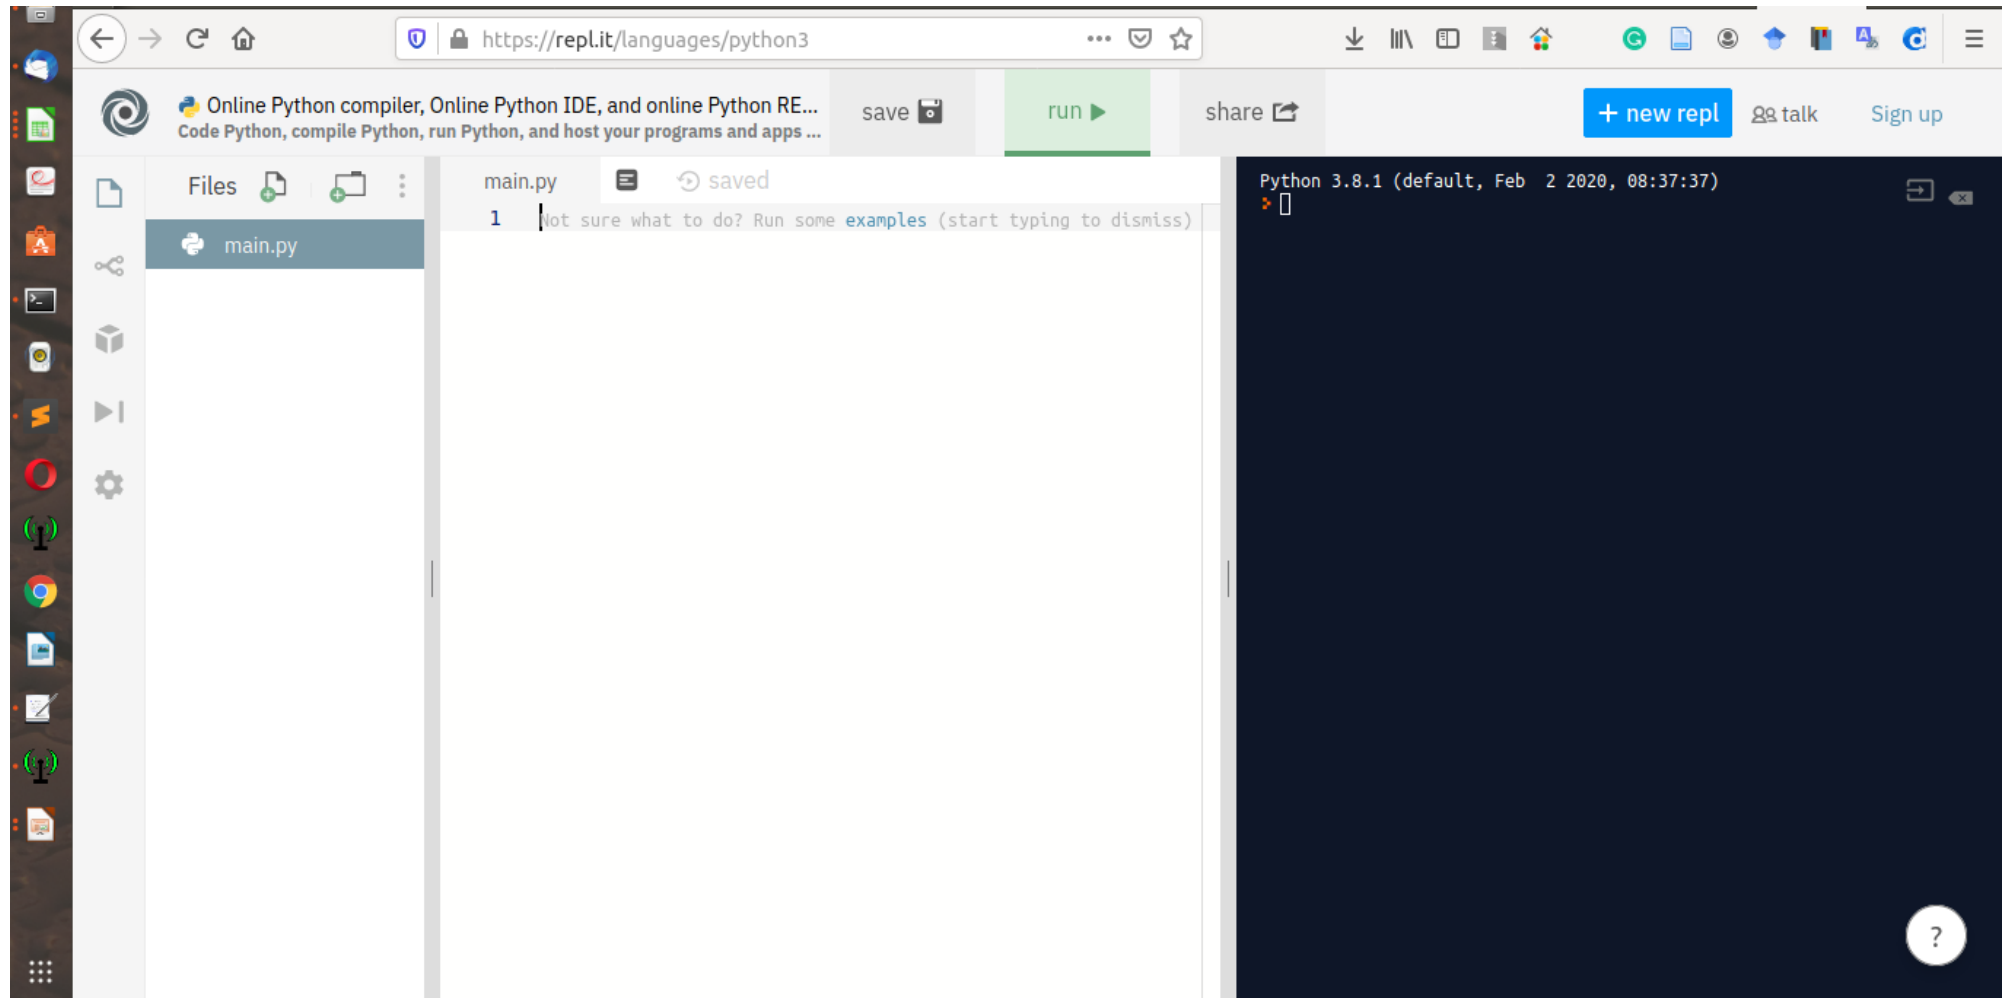 https://repl.it/languages/python3
Online Python compiler, Online Python IDE, and online Python RE...
Code Python, compile Python, run Python, and host your programs and apps ...
save
run
share
+ new repl
talk
Sign up
Files
main.py
main.py
saved
1 Not sure what to do? Run some examples (start typing to dismiss)
Python 3.8.1 (default, Feb  2 2020, 08:37:37)
?